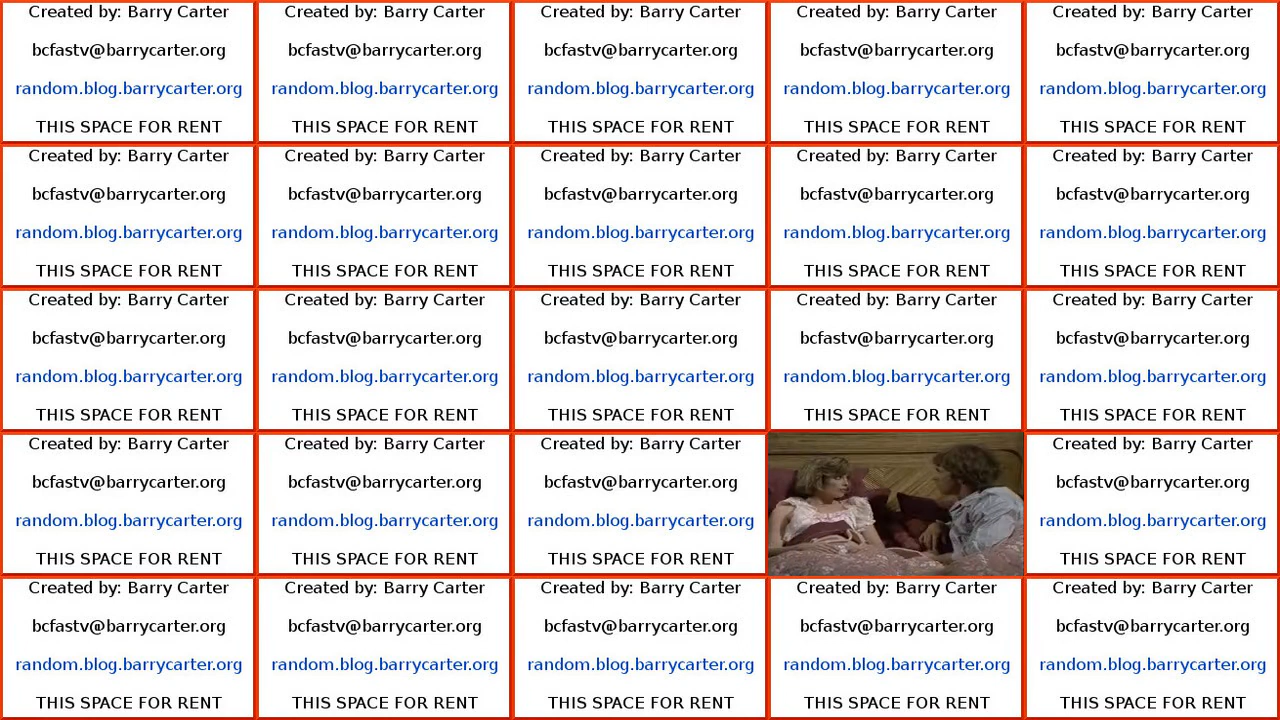 Created by: Barry Carter
bcfastv@barrycarter.org
random.blog.barrycarter.org
THIS SPACE FOR RENT
Created by: Barry Carter
bcfastv@barrycarter.org
random.blog.barrycarter.org
THIS SPACE FOR RENT
Created by: Barry Carter
bcfastv@barrycarter.org
random.blog.barrycarter.org
THIS SPACE FOR RENT
Created by: Barry Carter
bcfastv@barrycarter.org
random.blog.barrycarter.org
THIS SPACE FOR RENT
Created by: Barry Carter
bcfastv@barrycarter.org
random.blog.barrycarter.org
THIS SPACE FOR RENT
Created by: Barry Carter
bcfastv@barrycarter.org
random.blog.barrycarter.org
THIS SPACE FOR RENT
Created by: Barry Carter
bcfastv@barrycarter.org
random.blog.barrycarter.org
THIS SPACE FOR RENT
Created by: Barry Carter
bcfastv@barrycarter.org
random.blog.barrycarter.org
THIS SPACE FOR RENT
Created by: Barry Carter
bcfastv@barrycarter.org
random.blog.barrycarter.org
THIS SPACE FOR RENT
Created by: Barry Carter
bcfastv@barrycarter.org
random.blog.barrycarter.org
THIS SPACE FOR RENT
Created by: Barry Carter
bcfastv@barrycarter.org
random.blog.barrycarter.org
THIS SPACE FOR RENT
Created by: Barry Carter
bcfastv@barrycarter.org
random.blog.barrycarter.org
THIS SPACE FOR RENT
Created by: Barry Carter
bcfastv@barrycarter.org
random.blog.barrycarter.org
THIS SPACE FOR RENT
Created by: Barry Carter
bcfastv@barrycarter.org
random.blog.barrycarter.org
THIS SPACE FOR RENT
Created by: Barry Carter
bcfastv@barrycarter.org
random.blog.barrycarter.org
THIS SPACE FOR RENT
Created by: Barry Carter
bcfastv@barrycarter.org
random.blog.barrycarter.org
THIS SPACE FOR RENT
Created by: Barry Carter
bcfastv@barrycarter.org
random.blog.barrycarter.org
THIS SPACE FOR RENT
Created by: Barry Carter
bcfastv@barrycarter.org
random.blog.barrycarter.org
THIS SPACE FOR RENT
Created by: Barry Carter
bcfastv@barrycarter.org
random.blog.barrycarter.org
THIS SPACE FOR RENT
Created by: Barry Carter
bcfastv@barrycarter.org
random.blog.barrycarter.org
THIS SPACE FOR RENT
Created by: Barry Carter
bcfastv@barrycarter.org
random.blog.barrycarter.org
THIS SPACE FOR RENT
Created by: Barry Carter
bcfastv@barrycarter.org
random.blog.barrycarter.org
THIS SPACE FOR RENT
Created by: Barry Carter
bcfastv@barrycarter.org
random.blog.barrycarter.org
THIS SPACE FOR RENT
Created by: Barry Carter
bcfastv@barrycarter.org
random.blog.barrycarter.org
THIS SPACE FOR RENT